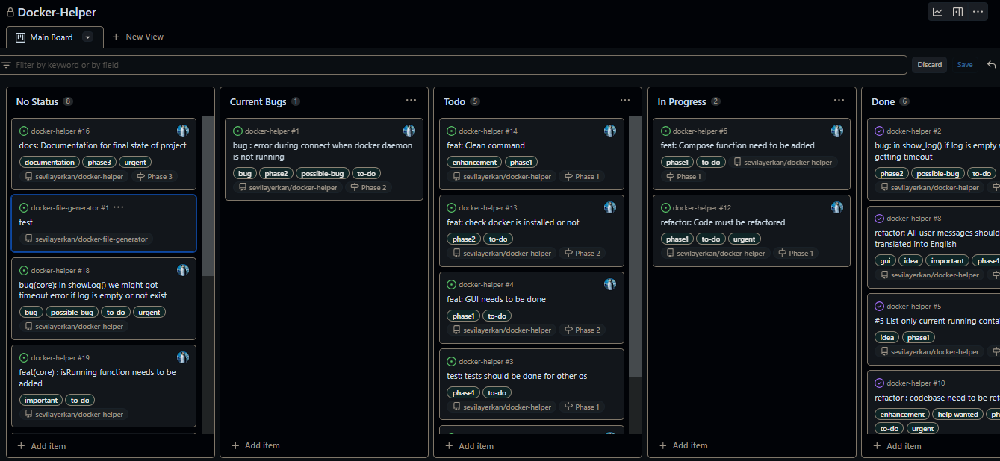 Docker-Helper
Main Board
New View
Filter by keyword or by field
Discard
Save
No Status 8
docker-helper #16
docs: Documentation for final state of project
documentation phase3 urgent
sevilayerkan/docker-helper Phase 3
docker-file-generator #1 ···
test
sevilayerkan/docker-file-generator
docker-helper #18
bug(core): In showLog() we might got
timeout error if log is empty or not exist
bug possible-bug to-do urgent
sevilayerkan/docker-helper
docker-helper #19
feat(core) : isRunning function needs to be
added
important to-do
sevilayerkan/docker-helper
+ Add item
Current Bugs 1
docker-helper #1
bug : error during connect when docker daemon
is not running
bug phase2 possible-bug to-do
sevilayerkan/docker-helper Phase 2
+ Add item
Todo 5
docker-helper #14
feat: Clean command
enhancement phase1
sevilayerkan/docker-helper Phase 1
docker-helper #13
feat: check docker is installed or not
phase2 to-do
sevilayerkan/docker-helper Phase 2
docker-helper #4
feat: GUI needs to be done
phase1 to-do
sevilayerkan/docker-helper Phase 2
docker-helper #3
test: tests should be done for other os
phase1 to-do
sevilayerkan/docker-helper Phase 1
+ Add item
In Progress 2
docker-helper #6
feat: Compose function need to be added
phase1 to-do sevilayerkan/docker-helper
Phase 1
docker-helper #12
refactor: Code must be refactored
phase1 to-do urgent
sevilayerkan/docker-helper Phase 1
+ Add item
Done 6
docker-helper #2
bug: in show_log() if log is empty
getting timeout
phase2 possible-bug to-do
sevilayerkan/docker-helper
docker-helper #8
refactor: All user messages should
translated into English
gui idea important phase1
sevilayerkan/docker-helper
docker-helper #5
#5 List only current running
idea phase1
sevilayerkan/docker-helper
docker-helper #10
refactor : codebase need to be
enhancement help wanted
to-do urgent
+ Add item